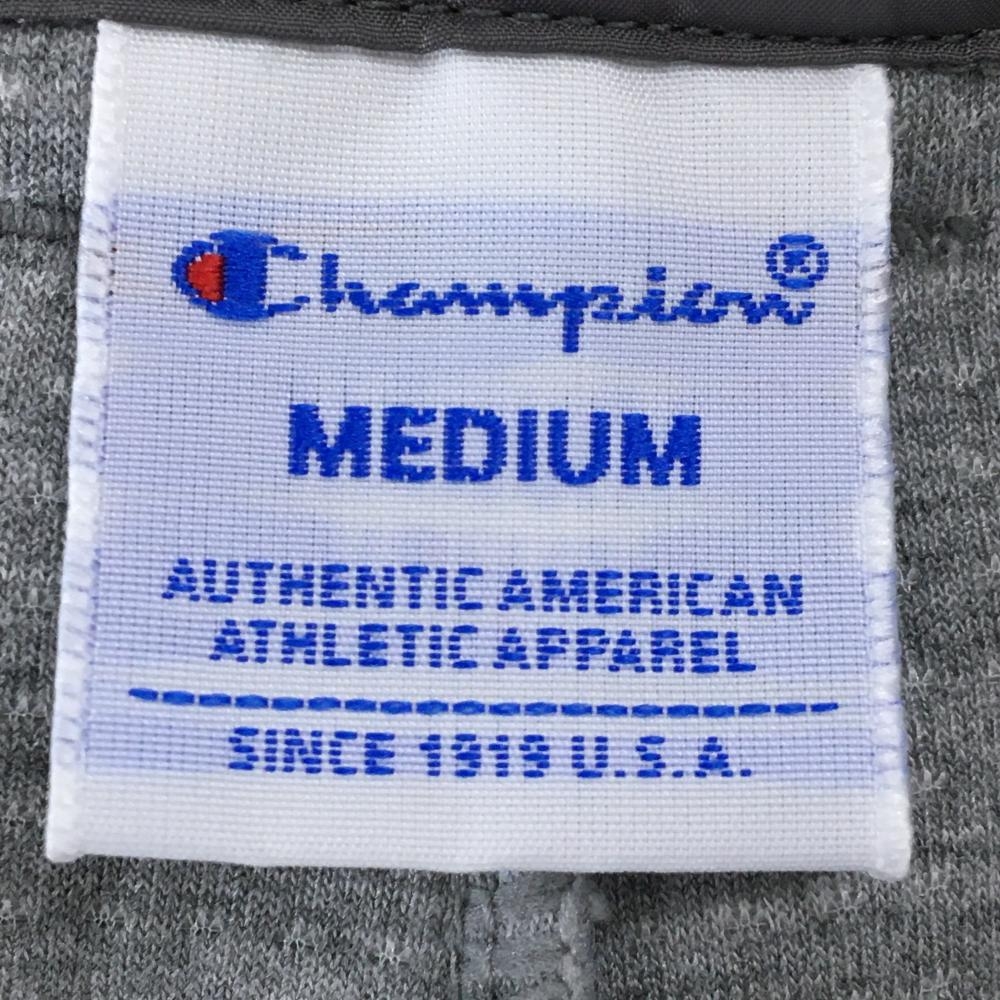 Champion®
MEDIUM
AUTHENTIC AMERICAN
ATHLETIC APPAREL
SINCE 1919 U.S.A.